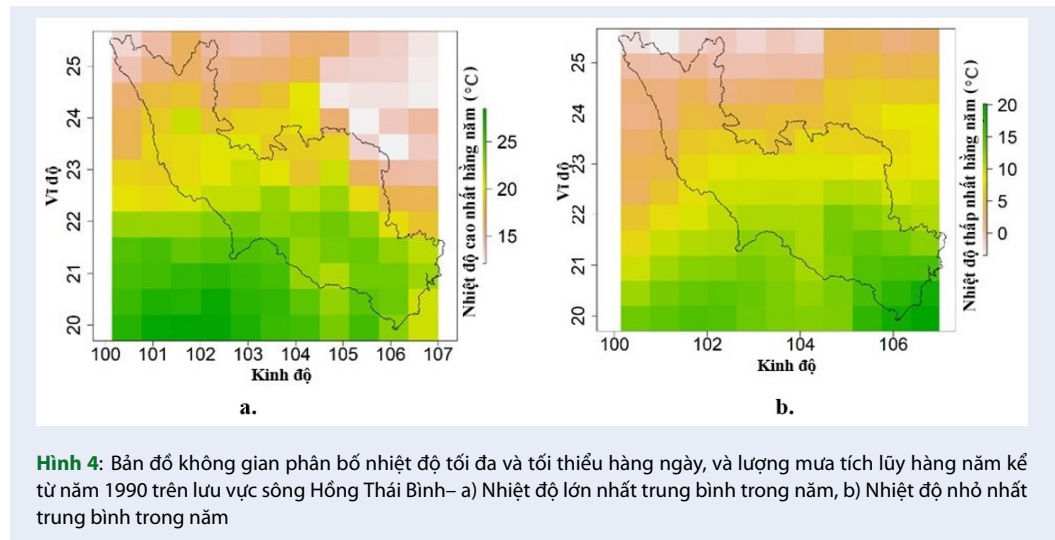 Vĩ độ
25
24
23
22
21
20
100 101 102 103 104 105 106 107
Kinh độ
Nhiệt độ cao nhất hằng năm (°C)
25
20
15
a.
Vĩ độ
25
24
23
22
21
20
100 102 104 106
Kinh độ
Nhiệt độ thấp nhất hằng năm (°C)
20
15
10
5
0
b.
Hình 4: Bản đồ không gian phân bố nhiệt độ tối đa và tối thiểu hàng ngày, và lượng mưa tích lũy hàng năm kể
từ năm 1990 trên lưu vực sông Hồng Thái Bình– a) Nhiệt độ lớn nhất trung bình trong năm, b) Nhiệt độ nhỏ nhất
trung bình trong năm